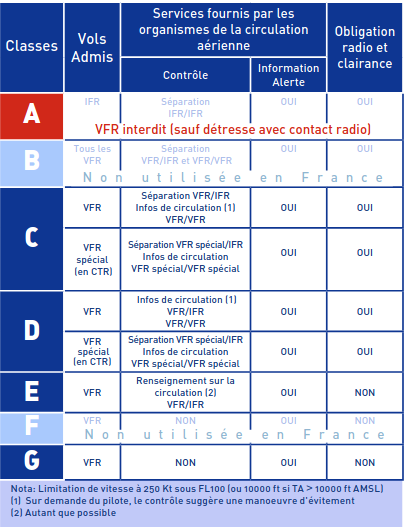 Classes
Vols
Admis
Services fournis par les
organismes de la circulation
aérienne
Obligation
radio et
clairance
Contrôle
Information
Alerte
A
IFR
Séparation
IFR/IFR
OUI
OUI
VFR interdit (sauf détresse avec contact radio)
B
Tous les
VFR
Séparation
VFR/IFR et VFR/VFR
OUI
OUI
Non utilisée en France
C
VFR
Séparation VFR/IFR
Infos de circulation (1)
VFR/VFR
OUI
OUI
VFR
spécial
(en CTR)
Séparation VFR spécial/IFR
Infos de circulation
VFR spécial/VFR spécial
OUI
OUI
D
VFR
Infos de circulation (1)
VFR/IFR
VFR/VFR
OUI
OUI
VFR
spécial
(en CTR)
Séparation VFR spécial/IFR
Infos de circulation
VFR spécial/VFR spécial
OUI
OUI
E
VFR
Renseignement sur la
circulation (2)
VFR/IFR
OUI
NON
F
VFR
NON
OUI
NON
Non utilisée en France
G
VFR
NON
OUI
NON
Nota: Limitation de vitesse à 250 Kt sous FL100 (ou 10000 ft si TA > 10000 ft AMSL)
(1) Sur demande du pilote, le contrôle suggère une manoeuvre d'évitement
(2) Autant que possible